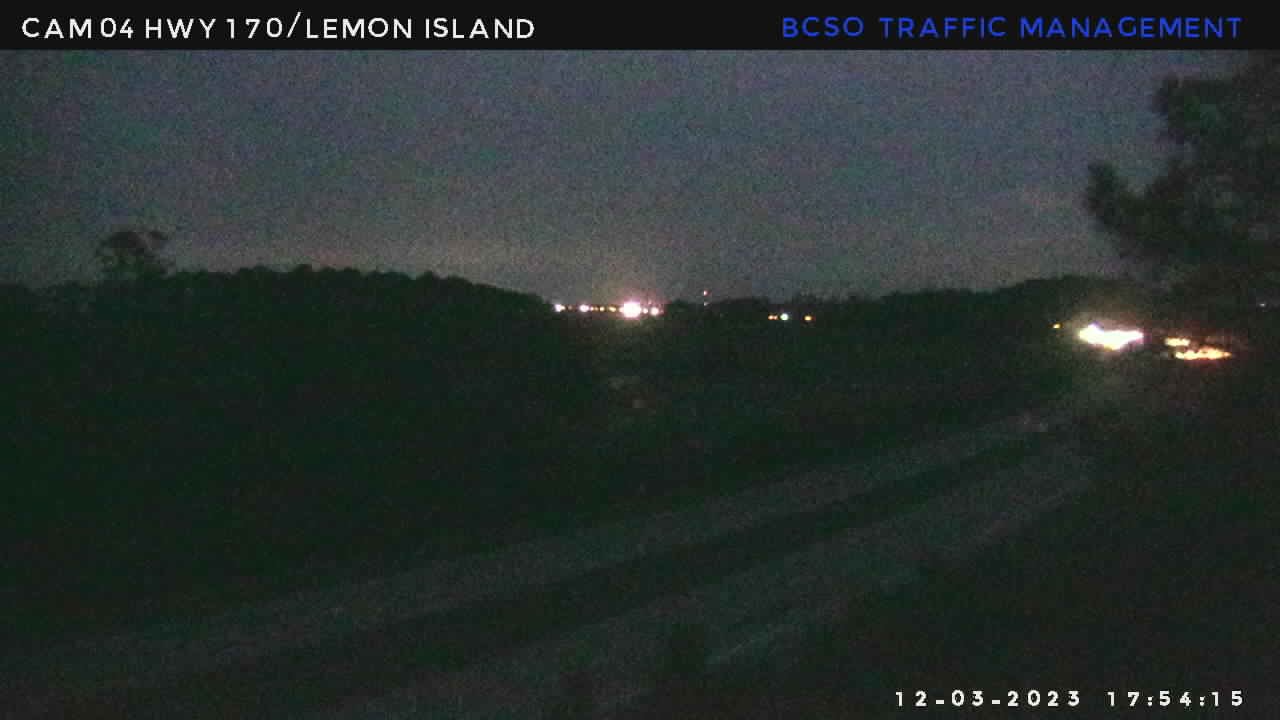 CAM04 HWY 170/LEMON ISLAND
BCSO TRAFFIC MANAGEMENT
12-03-2023 17:54:15